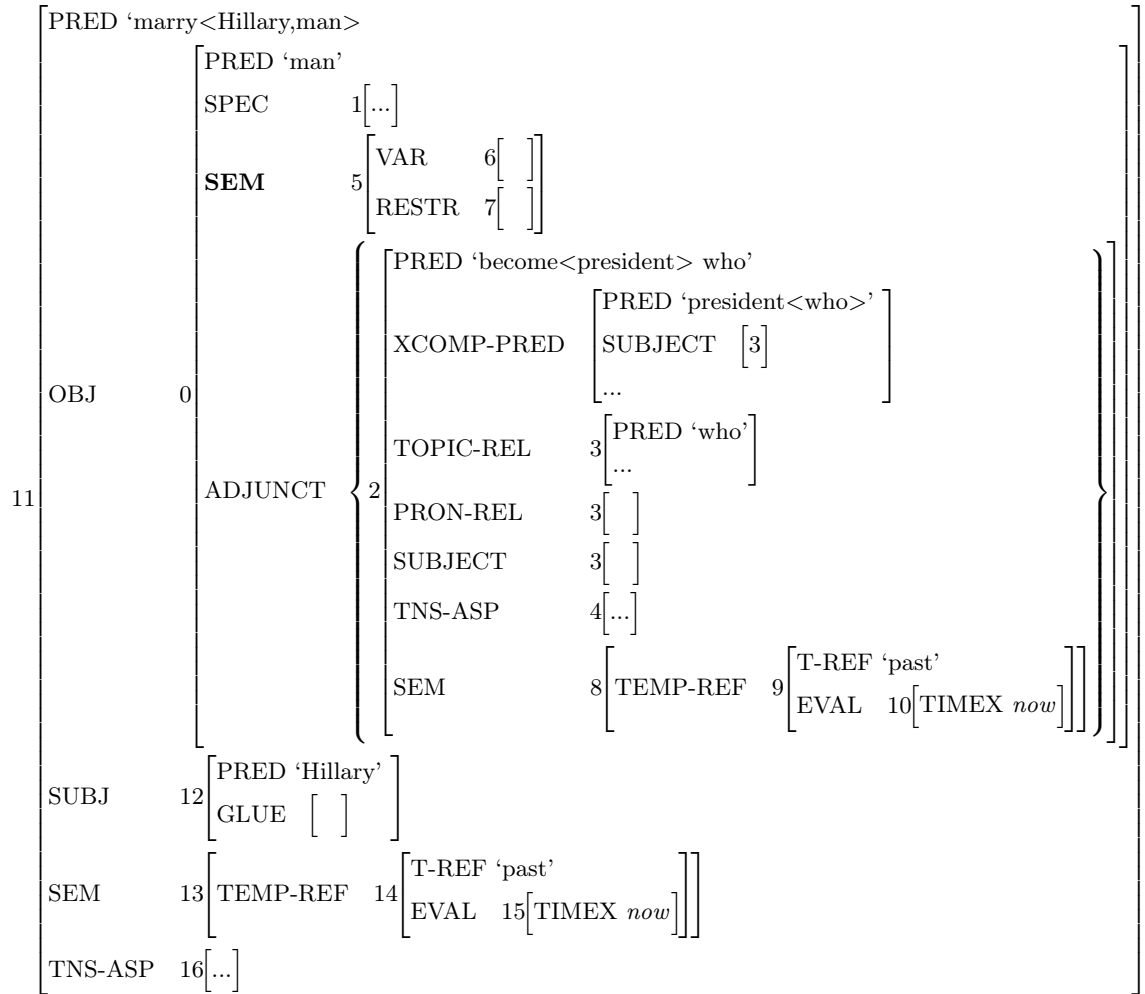 PRED ‘marry<Hillary,man>
PRED ‘man’
SPEC 1[...]
VAR 6[ ]
SEM 5
RESTR 7[ ]
PRED ‘become<president> who’
PRED ‘president<who>’
XCOMP-PRED SUBJECT [3]
...
OBJ 0
PRED ‘who’
TOPIC-REL 3
...
11 ADJUNCT { 2
PRON-REL 3[ ]
SUBJECT 3[ ]
TNS-ASP 4[...]
T-REF ‘past’
SEM 8[TEMP-REF 9
EVAL 10[TIMEX now]
PRED ‘Hillary’
SUBJ 12
GLUE [ ]
T-REF ‘past’
SEM 13[TEMP-REF 14
EVAL 15[TIMEX now]
TNS-ASP 16[...]